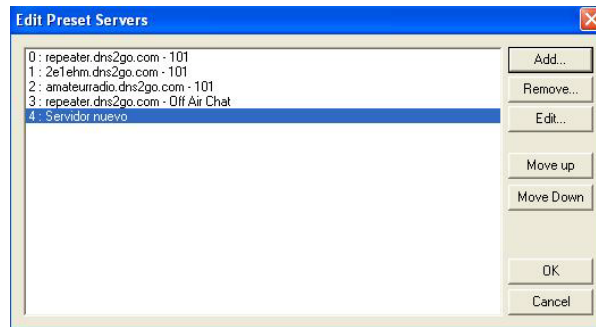 Edit Preset Servers
0 : repeater.dns2go.com - 101
1 : 2e1ehm.dns2go.com - 101
2 : amateurradio.dns2go.com - 101
3 : repeater.dns2go.com - Off Air Chat
4 : Servidor nuevo
Add...
Remove...
Edit...
Move up
Move Down
OK
Cancel